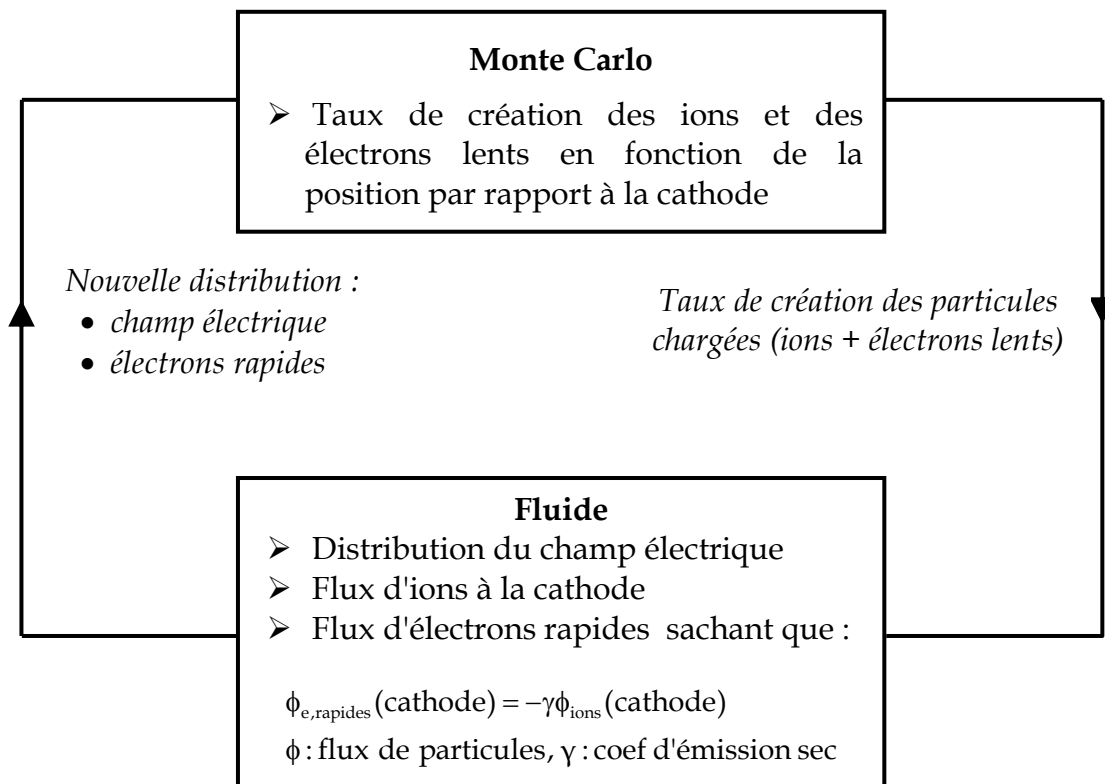 Monte Carlo
➢ Taux de création des ions et des
électrons lents en fonction de la
position par rapport à la cathode
Nouvelle distribution :
• champ électrique
• électrons rapides
Taux de création des particules
chargées (ions + électrons lents)
Fluide
➢ Distribution du champ électrique
➢ Flux d'ions à la cathode
➢ Flux d'électrons rapides sachant que :
ϕe,rapides(cathode) = −γϕions(cathode)
ϕ : flux de particules, γ : coef d'émission sec